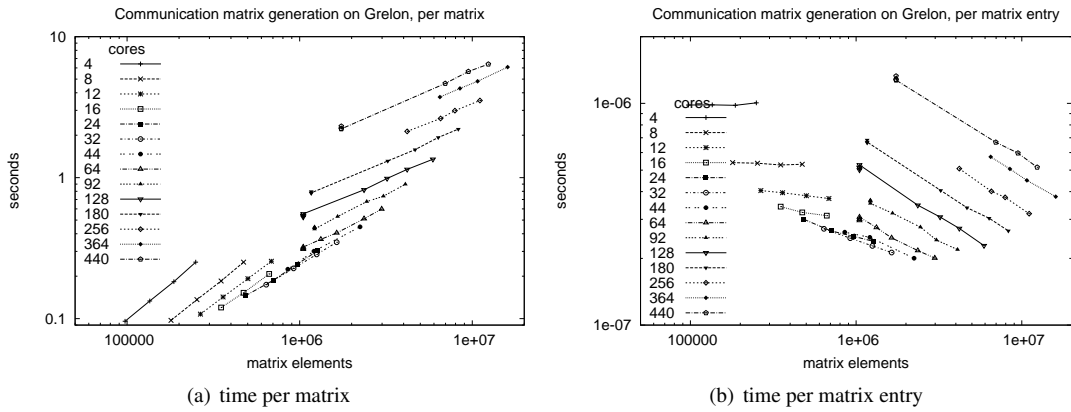 Communication matrix generation on Grelon, per matrix
10
cores
4
8
12
16
24
32
44
64
92
128
180
256
364
440
1
0.1
seconds
100000
1e+06
1e+07
matrix elements
(a) time per matrix
Communication matrix generation on Grelon, per matrix entry
1e-06
cores
4
8
12
16
24
32
44
64
92
128
180
256
364
440
1e-07
seconds
100000
1e+06
1e+07
matrix elements
(b) time per matrix entry